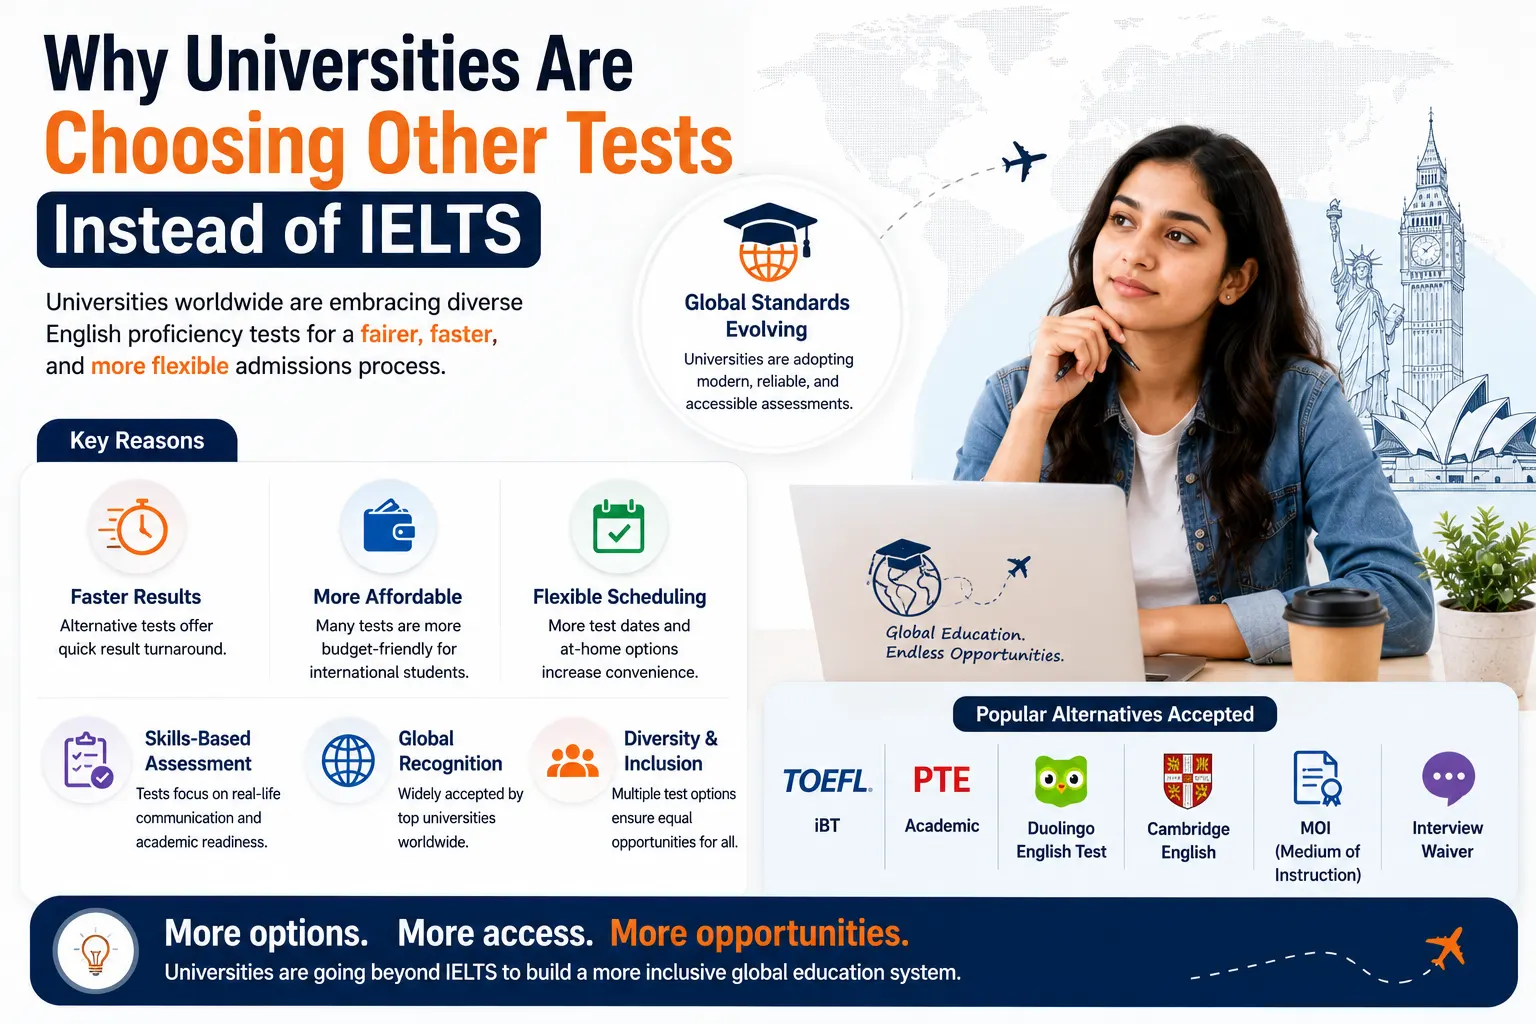 Why Universities Are
Choosing Other Tests
Instead of IELTS
Universities worldwide are embracing diverse
English proficiency tests for a fairer, faster,
and more flexible admissions process.
Global Standards
Evolving
Universities are adopting
modern, reliable, and
accessible assessments.
Key Reasons
Faster Results
Alternative tests offer
quick result turnaround.
More Affordable
Many tests are more
budget-friendly for
international students.
Flexible Scheduling
More test dates and
at-home options
increase convenience.
Skills-Based
Assessment
Tests focus on real-life
communication and
academic readiness.
Global
Recognition
Widely accepted by
top universities
worldwide.
Diversity &
Inclusion
Multiple test options
ensure equal
opportunities for all.
Global Education.
Endless Opportunities.
Popular Alternatives Accepted
TOEFL.
iBT
PTE
Academic
Duolingo
English Test
Cambridge
English
MOI
(Medium of
Instruction)
Interview
Waiver
More options. More access. More opportunities.
Universities are going beyond IELTS to build a more inclusive global education system.